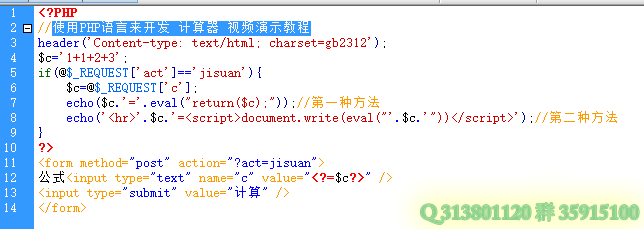 1 <?PHP
2 //使用PHP语言来开发 计算器 视频演示教程
3 header('Content-type: text/html; charset=gb2312');
4 $c='1+1+2+3';
5 if(@$_REQUEST['act']=='jisuan'){
6 $c=@$_REQUEST['c'];
7 echo($c.'='.eval("return($c);"));//第一种方法
8 echo('<hr>'.$c.'=<script>document.write(eval("'.$c.'"))</script>');//第二种方法
9 }
10 ?>
11 <form method="post" action="?act=jisuan">
12 公式<input type="text" name="c" value="<?=$c?>" />
13 <input type="submit" value="计算" />
14 </form>
Q313801120 群 35915100